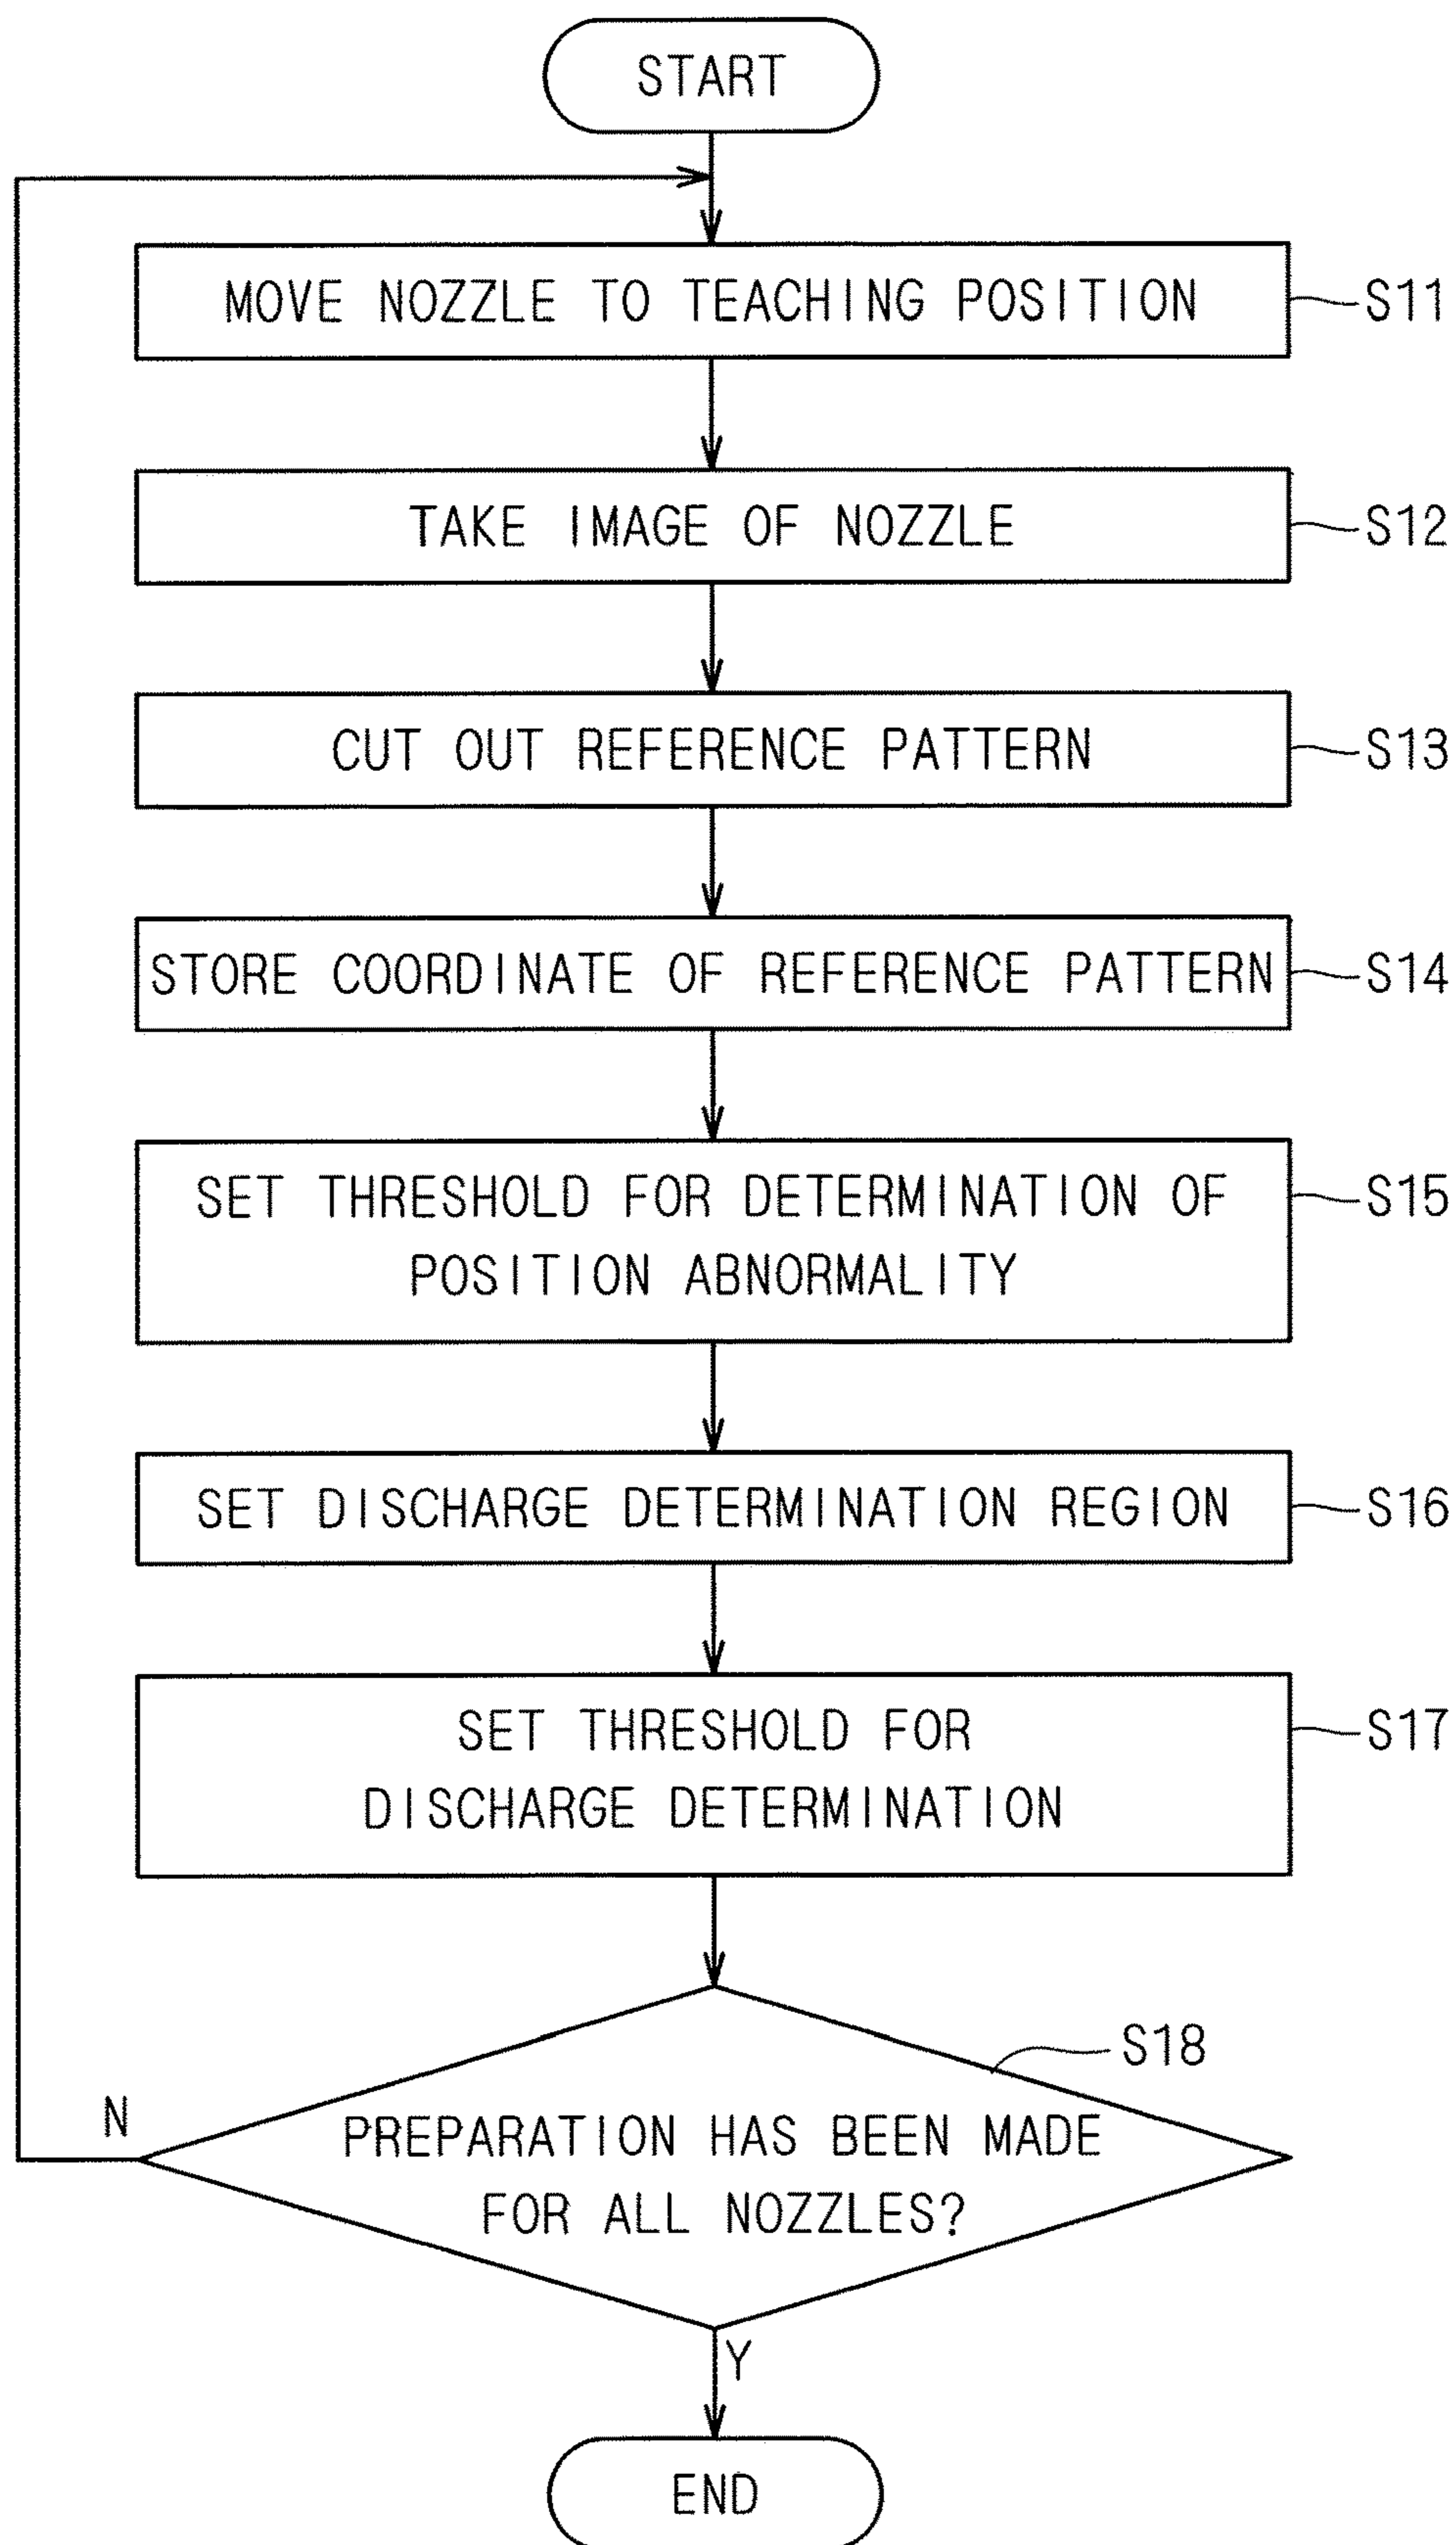 START
MOVE NOZZLE TO TEACHING POSITION
S11
TAKE IMAGE OF NOZZLE
S12
CUT OUT REFERENCE PATTERN
S13
STORE COORDINATE OF REFERENCE PATTERN
S14
SET THRESHOLD FOR DETERMINATION OF
POSITION ABNORMALITY
S15
SET DISCHARGE DETERMINATION REGION
S16
SET THRESHOLD FOR
DISCHARGE DETERMINATION
S17
S18
N
PREPARATION HAS BEEN MADE
FOR ALL NOZZLES?
Y
END